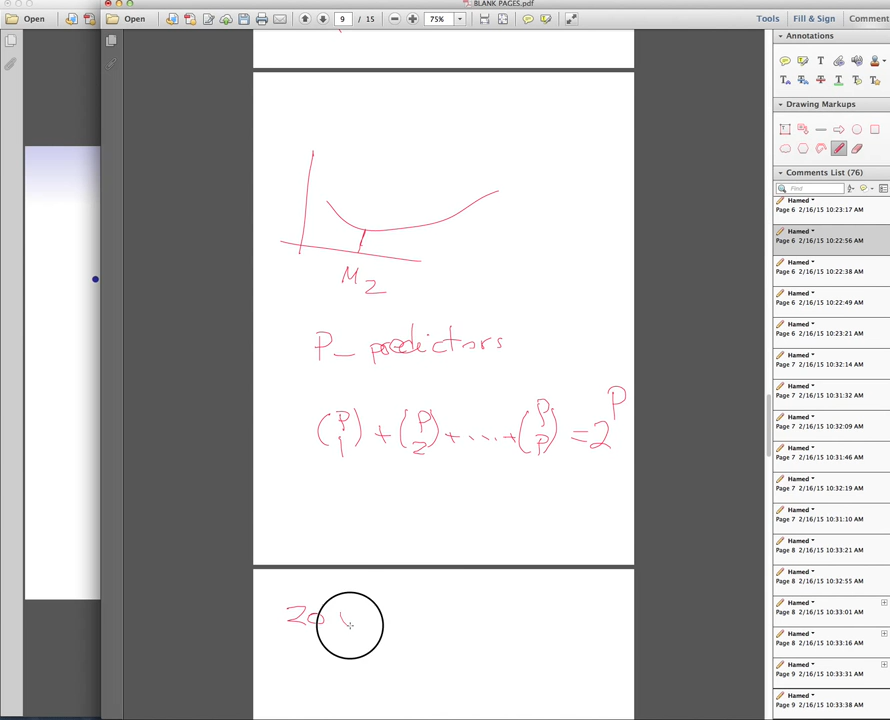 BLANK PAGES.pdf
Open
Open
9 / 15
75%
Tools
Fill & Sign
Comment
Annotations
T
Drawing Markups
Comments List (76)
Find
Hamed
Page 6 2/16/15 10:23:17 AM
Hamed
Page 6 2/16/15 10:22:56 AM
Hamed
Page 6 2/16/15 10:22:38 AM
Hamed
Page 6 2/16/15 10:22:49 AM
Hamed
Page 6 2/16/15 10:23:21 AM
Hamed
Page 7 2/16/15 10:32:14 AM
Hamed
Page 7 2/16/15 10:31:32 AM
Hamed
Page 7 2/16/15 10:32:09 AM
Hamed
Page 7 2/16/15 10:31:46 AM
Hamed
Page 7 2/16/15 10:32:19 AM
Hamed
Page 7 2/16/15 10:31:10 AM
Hamed
Page 8 2/16/15 10:33:21 AM
Hamed
Page 8 2/16/15 10:32:55 AM
Hamed
Page 8 2/16/15 10:33:01 AM
Hamed
Page 8 2/16/15 10:33:16 AM
Hamed
Page 9 2/16/15 10:33:31 AM
Hamed
Page 9 2/16/15 10:33:38 AM
M2
P_ predictors
(P 1) + (P 2) + .... + (P P) = 2^P
20